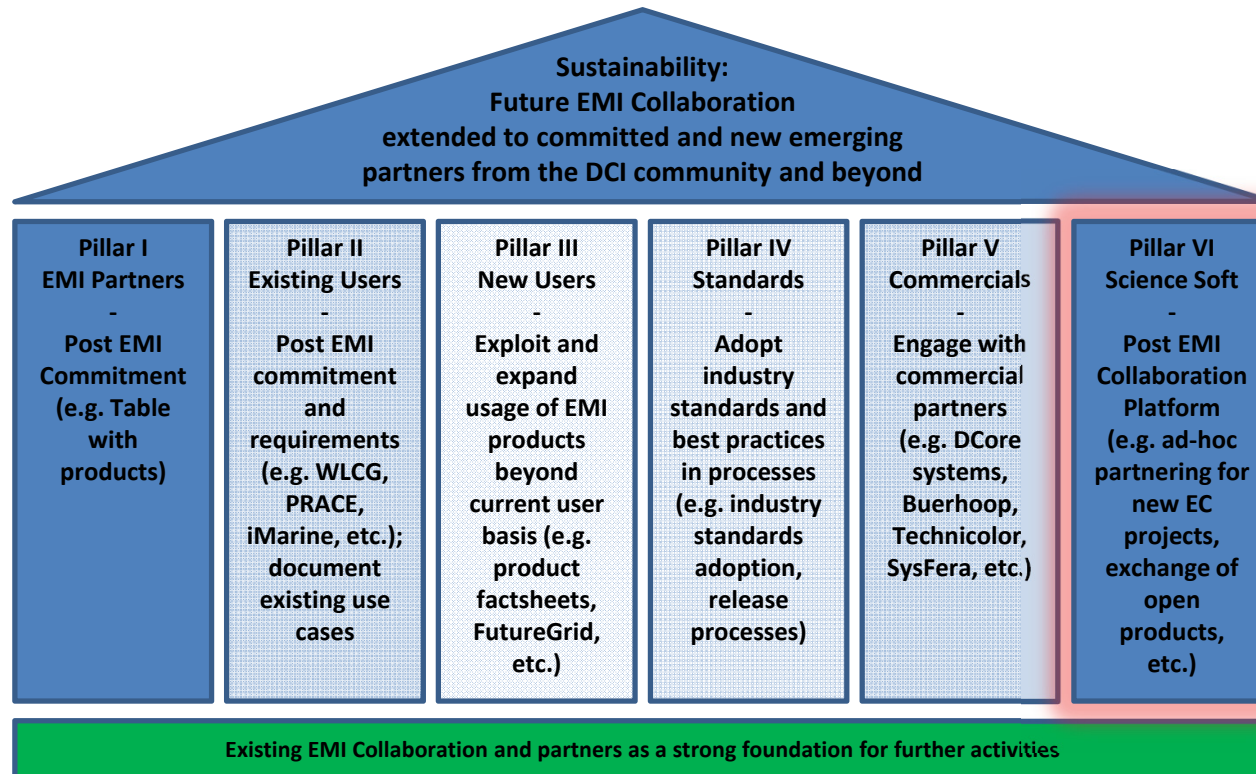 Sustainability:
Future EMI Collaboration
extended to committed and new emerging
partners from the DCI community and beyond
Pillar I
EMI Partners
-
Post EMI
Commitment
(e.g. Table
with
products)
Pillar II
Existing Users
-
Post EMI
commitment
and
requirements
(e.g. WLCG,
PRACE,
iMarine, etc.);
document
existing use
cases
Pillar III
New Users
-
Exploit and
expand
usage of EMI
products
beyond
current user
basis (e.g.
product
factsheets,
FutureGrid,
etc.)
Pillar IV
Standards
-
Adopt
industry
standards and
best practices
in processes
(e.g. industry
standards
adoption,
release
processes)
Pillar V
Commercials
-
Engage with
commercial
partners
(e.g. DCore
systems,
Buerhoop,
Technicolor,
SysFera, etc.)
Pillar VI
Science Soft
-
Post EMI
Collaboration
Platform
(e.g. ad-hoc
partnering for
new EC
projects,
exchange of
open
products,
etc.)
Existing EMI Collaboration and partners as a strong foundation for further activities